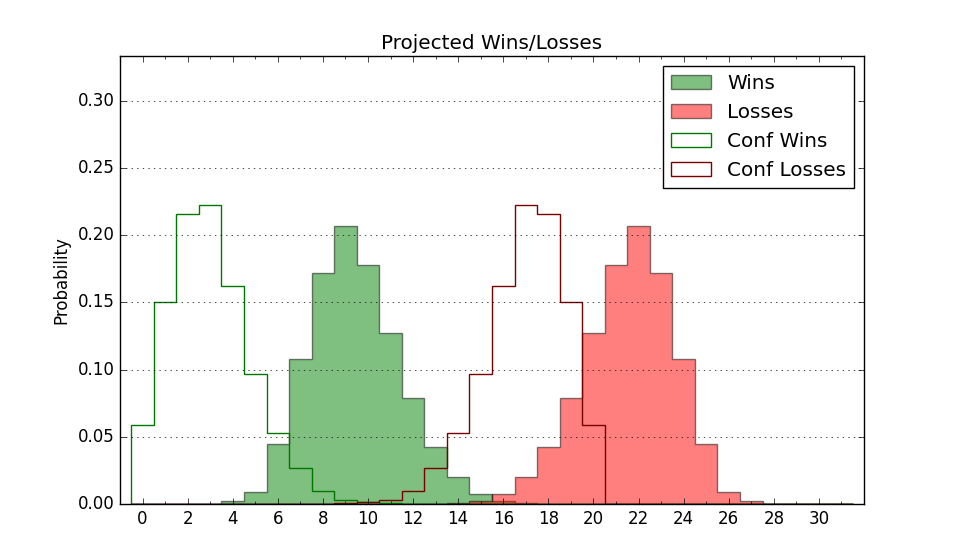 Projected Wins/Losses
Wins
Losses
Conf Wins
Conf Losses
Probability
0.30
0.25
0.20
0.15
0.10
0.05
0.00
0 2 4 6 8 10 12 14 16 18 20 22 24 26 28 30